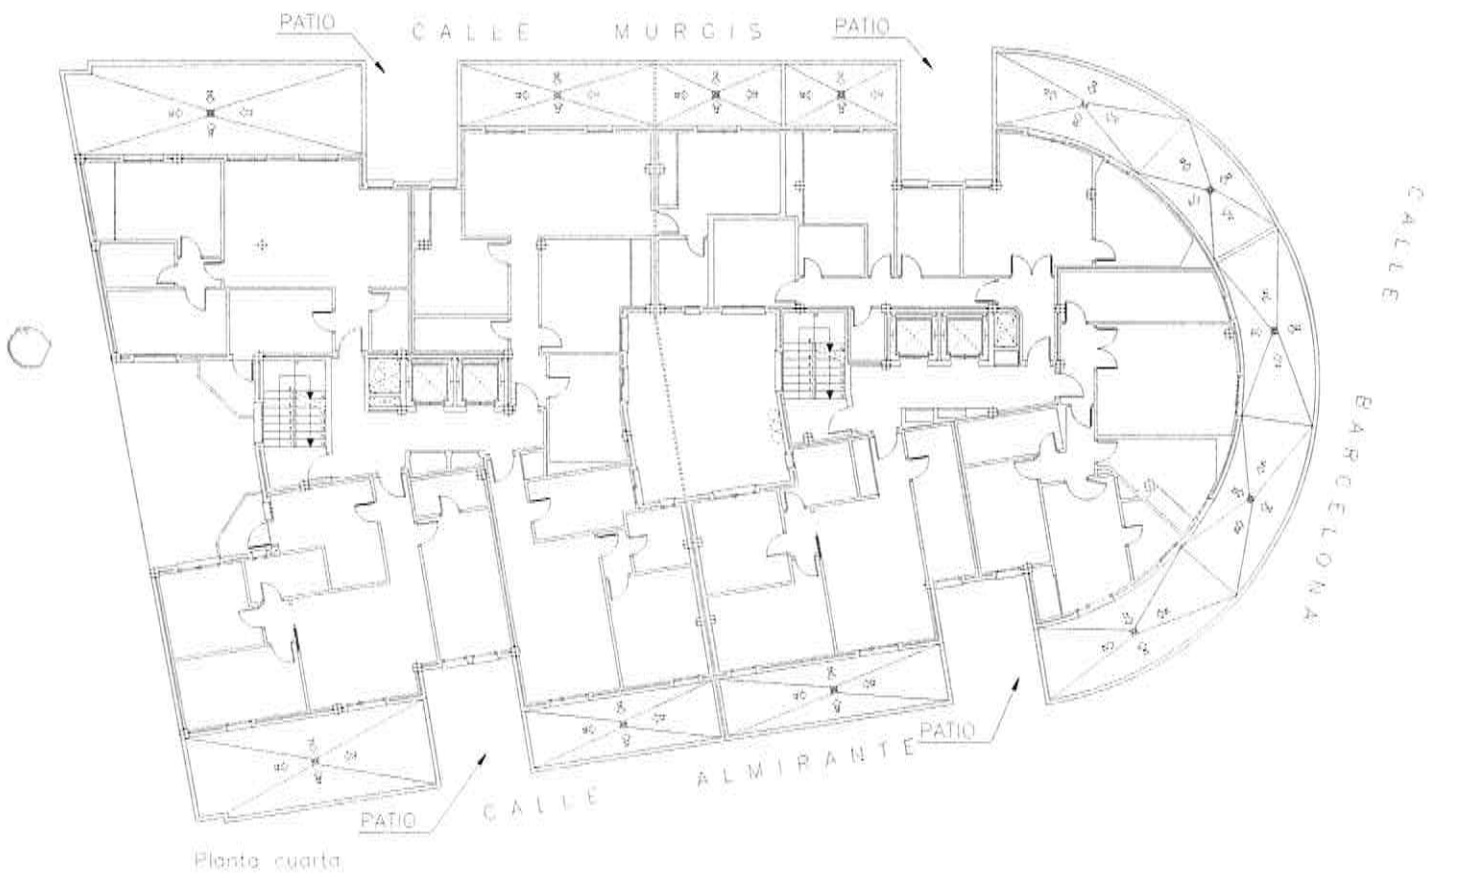 PATIO
CALLE MURGIS
PATIO
CALLE
BARCELONA
PATIO
CALLE ALMIRANTE
PATIO
Planta cuarta